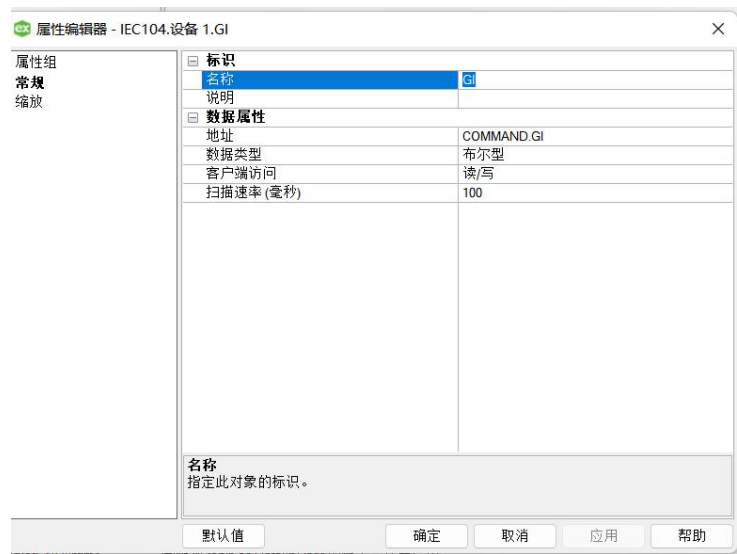 属性编辑器 - IEC104.设备 1.GI
属性组
常规
缩放
标识
名称 GI
说明
数据属性
地址 COMMAND.GI
数据类型 布尔型
客户端访问 读/写
扫描速率 (毫秒) 100
名称
指定此对象的标识。
默认值 确定 取消 应用 帮助